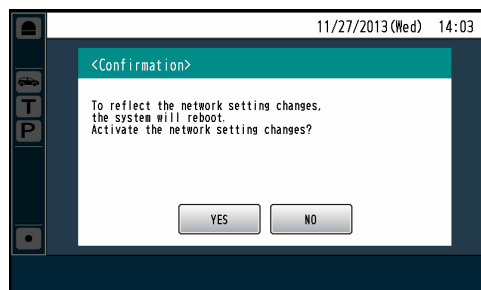 11/27/2013(Wed) 14:03
<Confirmation>
T
P
To reflect the network setting changes,
the system will reboot.
Activate the network setting changes?
YES NO